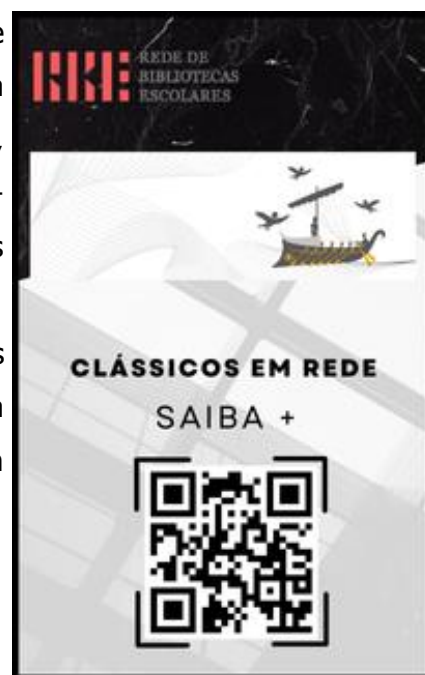 REDE DE
BIBLIOTECAS
ESCOLARES
CLÁSSICOS EM REDE
SAIBA +